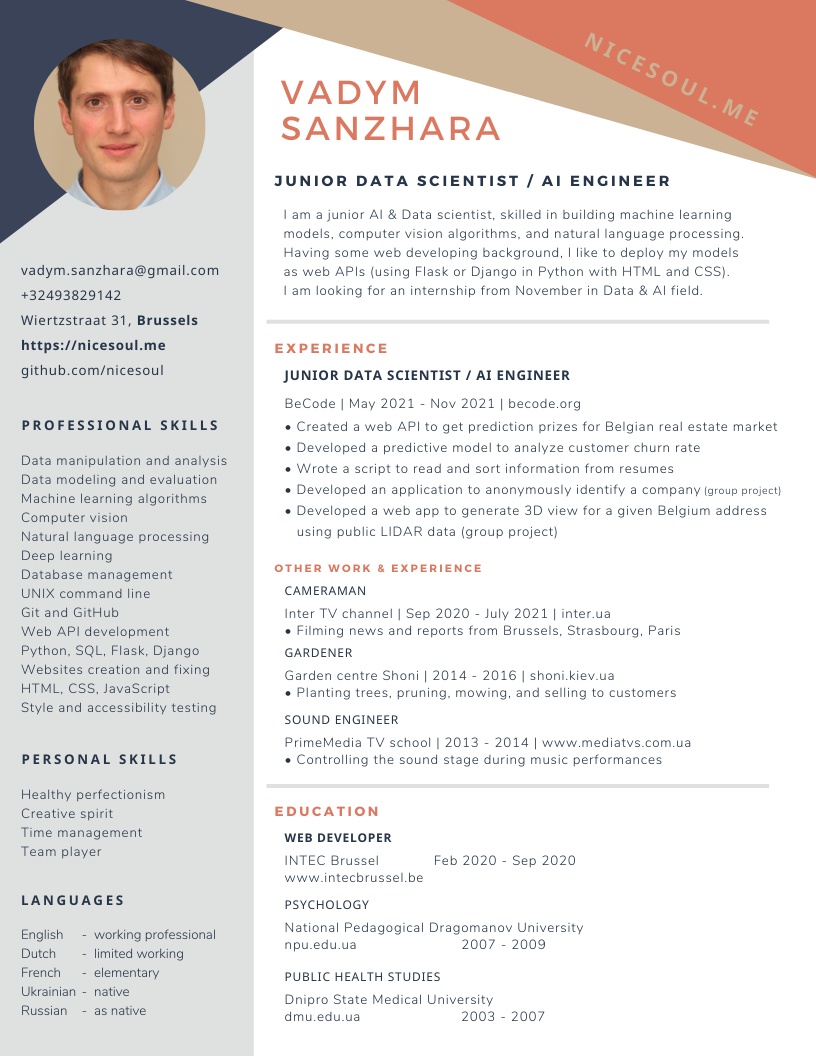 NICESOUL.ME
VADYM
SANZHARA
JUNIOR DATA SCIENTIST / AI ENGINEER
I am a junior AI & Data scientist, skilled in building machine learning
models, computer vision algorithms, and natural language processing.
Having some web developing background, I like to deploy my models
as web APIs (using Flask or Django in Python with HTML and CSS).
I am looking for an internship from November in Data & AI field.
vadym.sanzhara@gmail.com
+32493829142
Wiertzstraat 31, Brussels
https://nicesoul.me
github.com/nicesoul
PROFESSIONAL SKILLS
Data manipulation and analysis
Data modeling and evaluation
Machine learning algorithms
Computer vision
Natural language processing
Deep learning
Database management
UNIX command line
Git and GitHub
Web API development
Python, SQL, Flask, Django
Websites creation and fixing
HTML, CSS, JavaScript
Style and accessibility testing
PERSONAL SKILLS
Healthy perfectionism
Creative spirit
Time management
Team player
LANGUAGES
English - working professional
Dutch - limited working
French - elementary
Ukrainian - native
Russian - as native
EXPERIENCE
JUNIOR DATA SCIENTIST / AI ENGINEER
BeCode | May 2021 - Nov 2021 | becode.org
• Created a web API to get prediction prizes for Belgian real estate market
• Developed a predictive model to analyze customer churn rate
• Wrote a script to read and sort information from resumes
• Developed an application to anonymously identify a company (group project)
• Developed a web app to generate 3D view for a given Belgium address
using public LIDAR data (group project)
OTHER WORK & EXPERIENCE
CAMERAMAN
Inter TV channel | Sep 2020 - July 2021 | inter.ua
• Filming news and reports from Brussels, Strasbourg, Paris
GARDENER
Garden centre Shoni | 2014 - 2016 | shoni.kiev.ua
• Planting trees, pruning, mowing, and selling to customers
SOUND ENGINEER
PrimeMedia TV school | 2013 - 2014 | www.mediatvs.com.ua
• Controlling the sound stage during music performances
EDUCATION
WEB DEVELOPER
INTEC Brussel Feb 2020 - Sep 2020
www.intecbrussel.be
PSYCHOLOGY
National Pedagogical Dragomanov University
npu.edu.ua 2007 - 2009
PUBLIC HEALTH STUDIES
Dnipro State Medical University
dmu.edu.ua 2003 - 2007